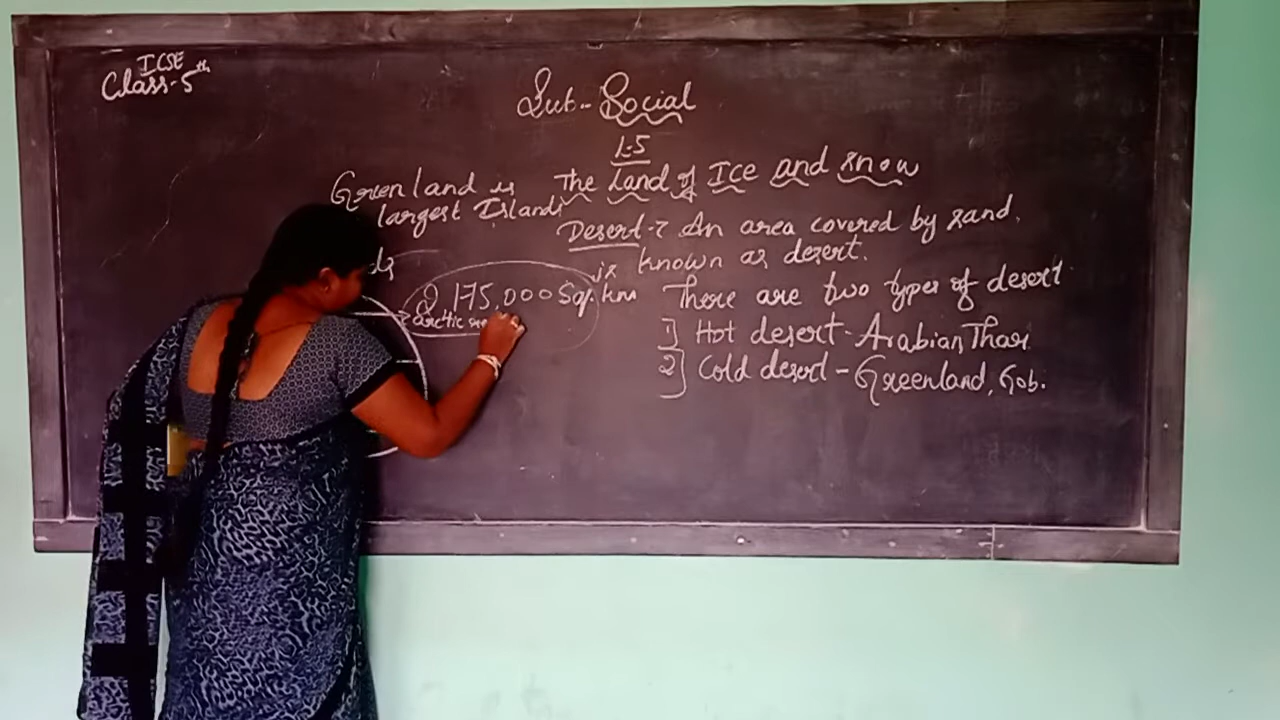 ICSE
Class-5th
Sub-- Social
1.5
The Land of Ice and snow
Greenland is
largest Island
Desert-? An area covered by sand,
is known as desert.
2,175,000 Sq. km
arctic
There are two types of desert
1] Hot desert-Arabian, Thar
2] Cold desert-Greenland, Gob.